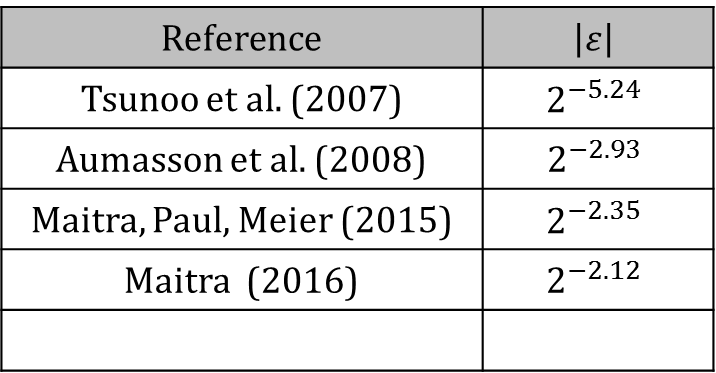 Reference |ε|
Tsunoo et al. (2007) 2^−5.24
Aumasson et al. (2008) 2^−2.93
Maitra, Paul, Meier (2015) 2^−2.35
Maitra (2016) 2^−2.12